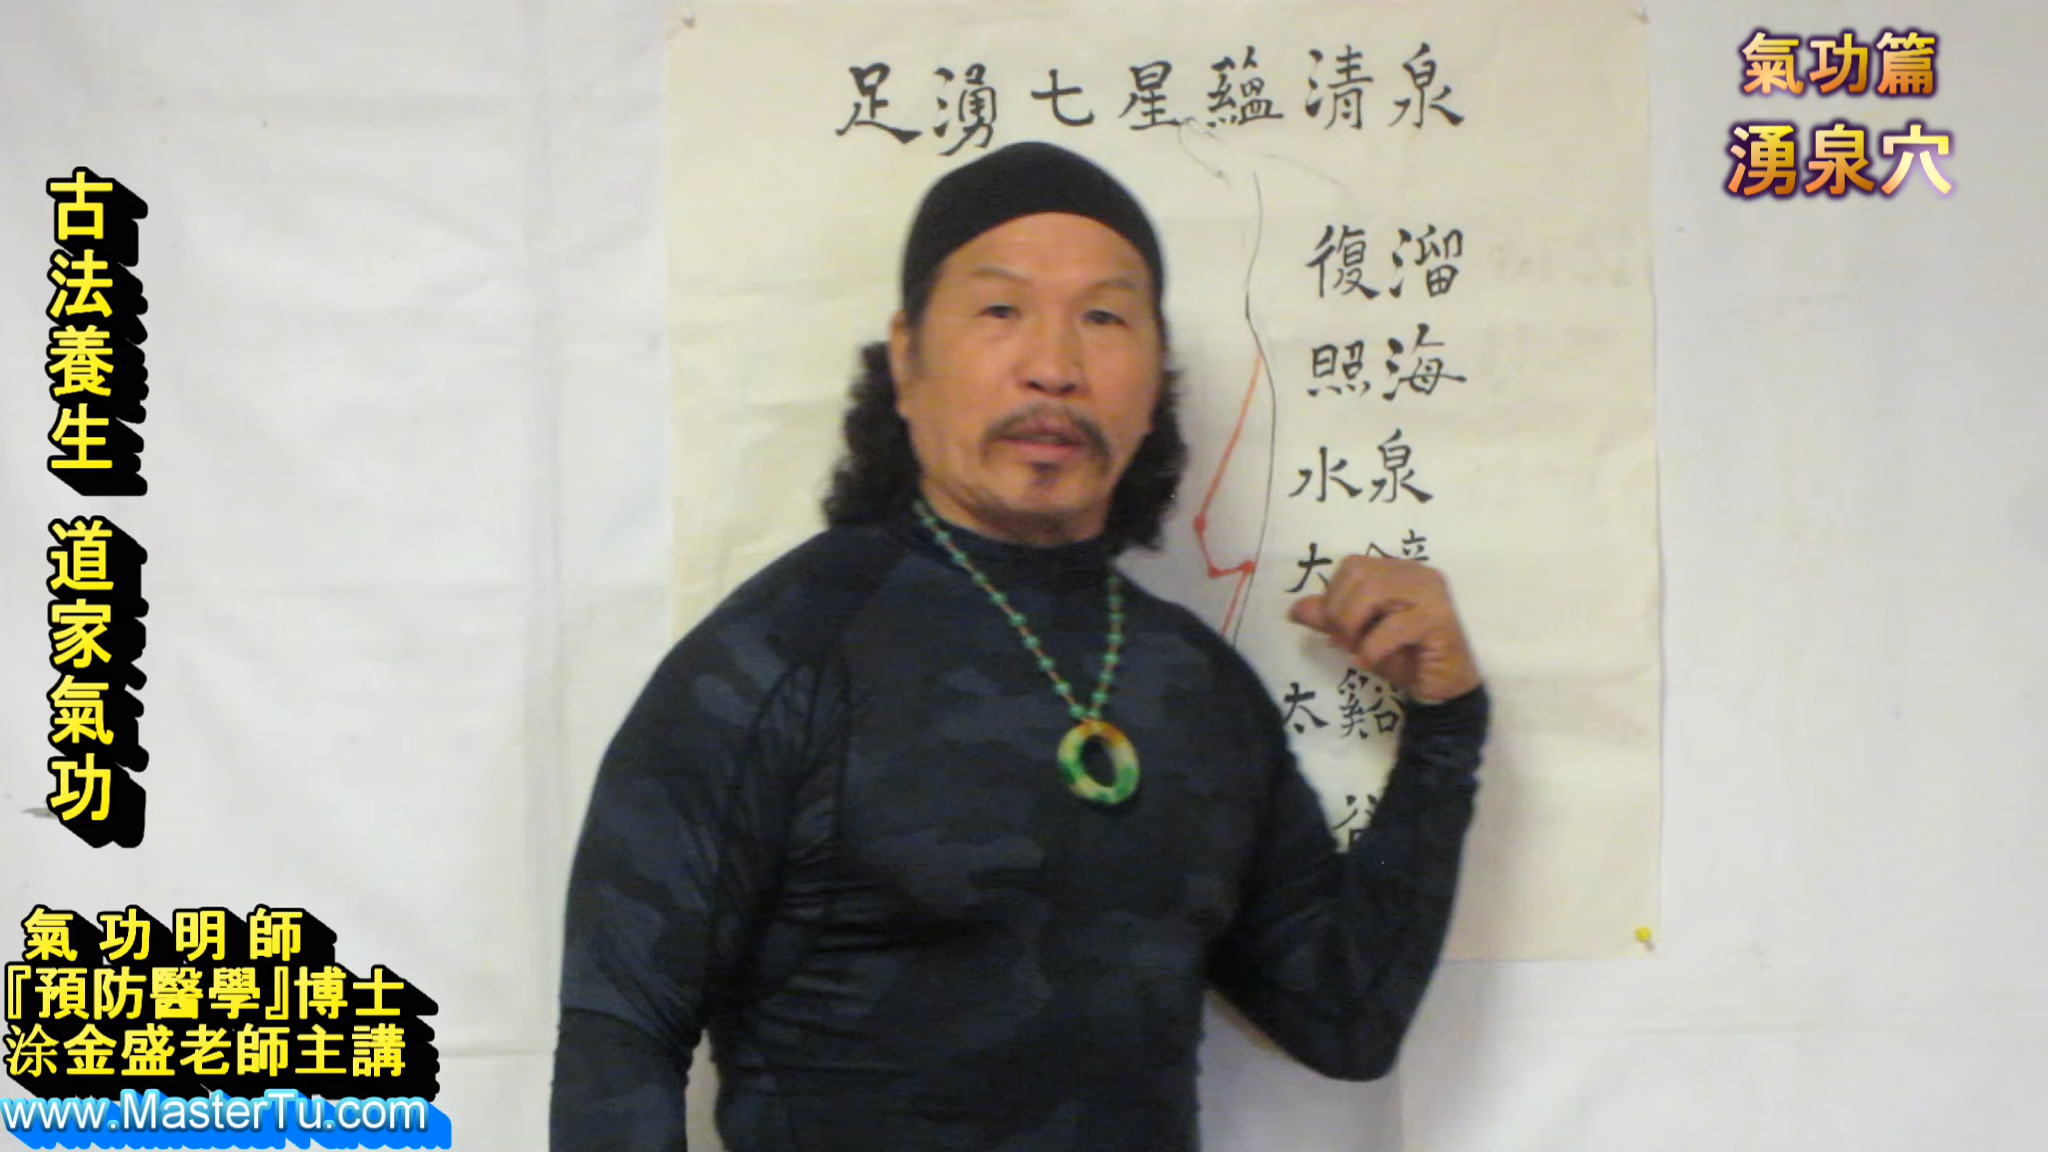 足湧七星蘊清泉
復溜
照海
水泉
大
太谿
氣功篇
湧泉穴
古法養生 道家氣功
氣功明師
『預防醫學』博士
涂金盛老師主講
www.MasterTu.com